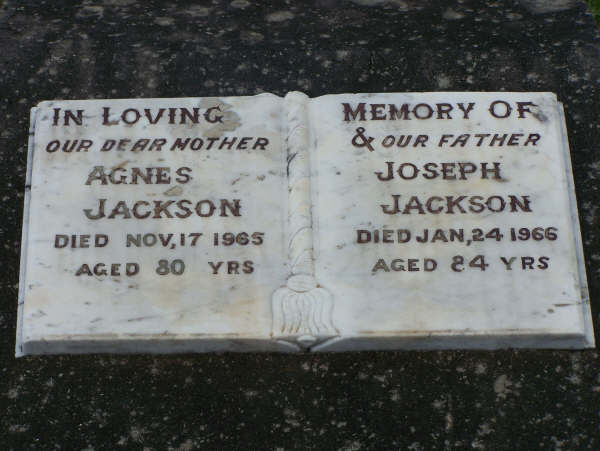 IN LOVING
OUR DEAR MOTHER
AGNES
JACKSON
DIED NOV, 17 1965
AGED 80 YRS
MEMORY OF
& OUR FATHER
JOSEPH
JACKSON
DIED JAN, 24 1966
AGED 84 YRS